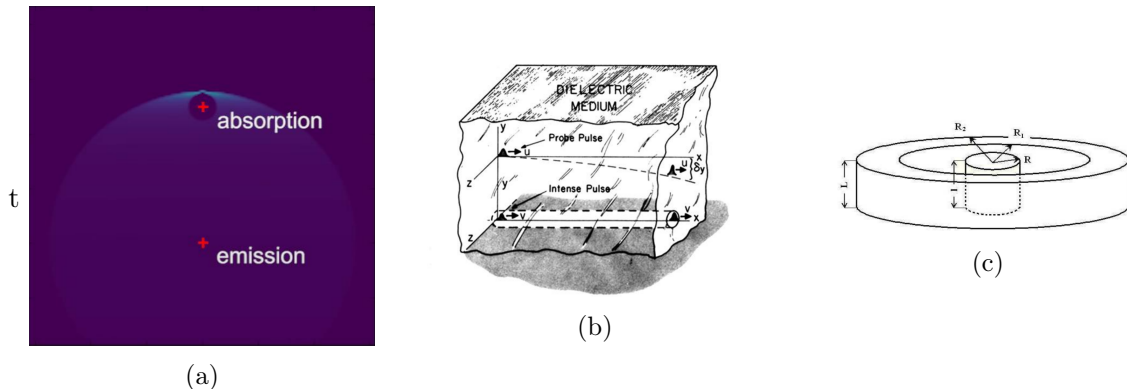 t
absorption
emission
(a)
DIELECTRIC
MEDIUM
y
Probe Pulse
u
x
z
u
δy
y
Intense Pulse
v
v
x
z
(b)
R₂
R₁
R
L
l
(c)